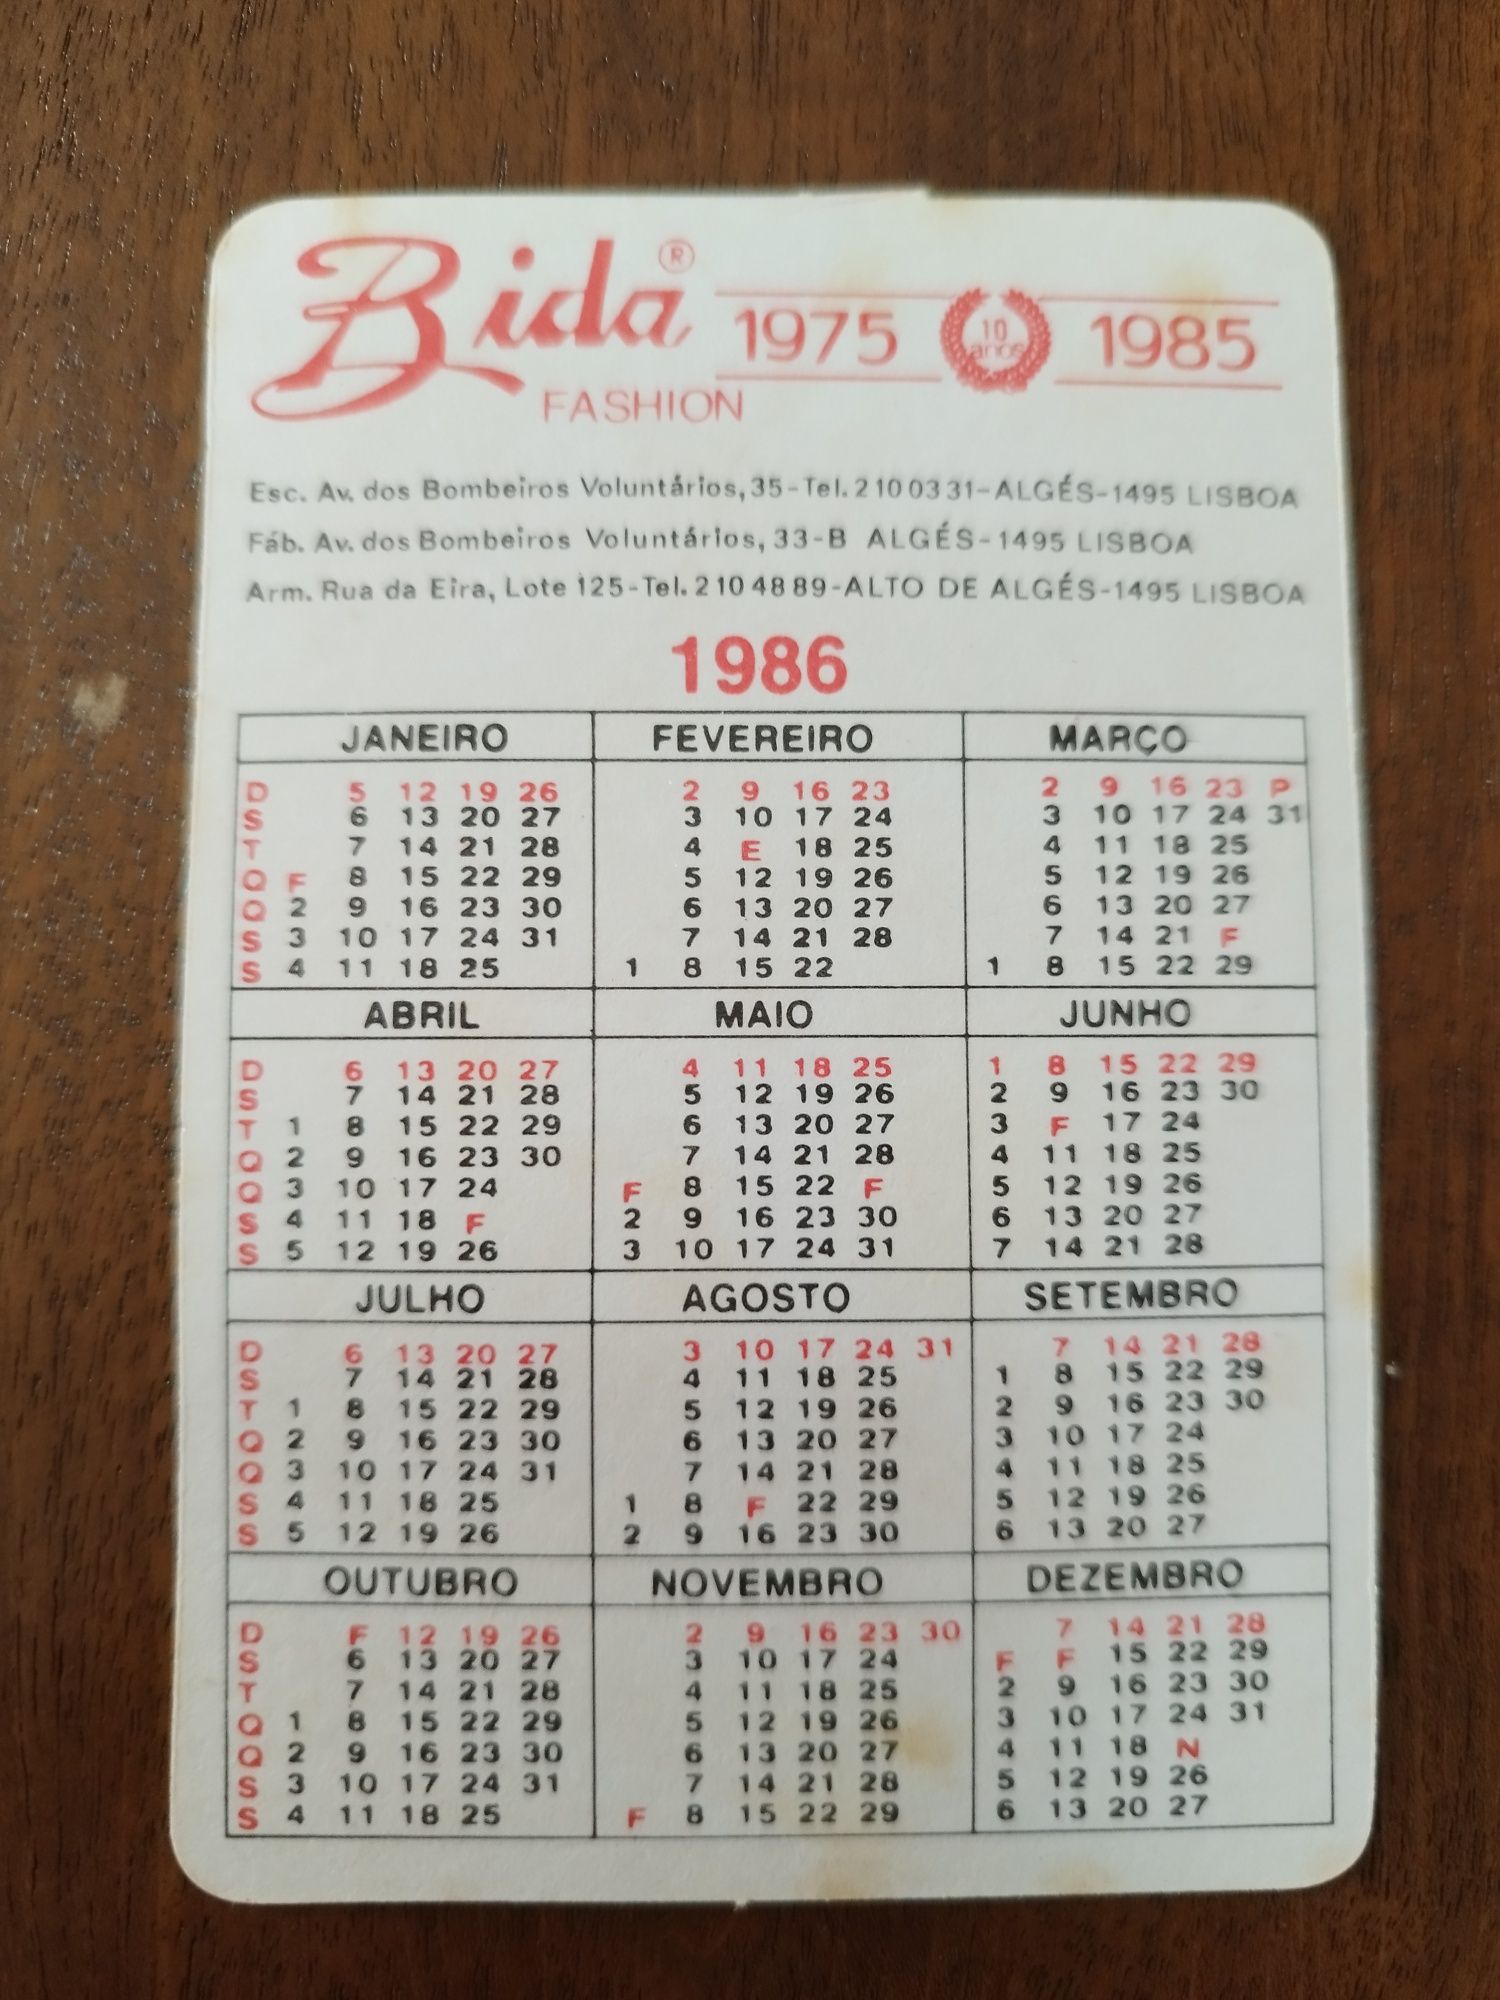 Bida ® 1975 10 anos 1985
FASHION
Esc. Av. dos Bombeiros Voluntários, 35-Tel. 2100331-ALGÉS-1495 LISBOA
Fáb. Av. dos Bombeiros Voluntários, 33-B ALGÉS-1495 LISBOA
Arm. Rua da Eira, Lote 125-Tel. 2104889-ALTO DE ALGÉS-1495 LISBOA
1986
JANEIRO FEVEREIRO MARÇO
D 5 12 19 26 2 9 16 23 2 9 16 23 P
S 6 13 20 27 3 10 17 24 3 10 17 24 31
T 7 14 21 28 4 E 18 25 4 11 18 25
Q F 8 15 22 29 5 12 19 26 5 12 19 26
Q 2 9 16 23 30 6 13 20 27 6 13 20 27
S 3 10 17 24 31 7 14 21 28 7 14 21 F
S 4 11 18 25 1 8 15 22 1 8 15 22 29
ABRIL MAIO JUNHO
D 6 13 20 27 4 11 18 25 1 8 15 22 29
S 7 14 21 28 5 12 19 26 2 9 16 23 30
T 1 8 15 22 29 6 13 20 27 3 F 17 24
Q 2 9 16 23 30 7 14 21 28 4 11 18 25
Q 3 10 17 24 F 8 15 22 F 5 12 19 26
S 4 11 18 F 2 9 16 23 30 6 13 20 27
S 5 12 19 26 3 10 17 24 31 7 14 21 28
JULHO AGOSTO SETEMBRO
D 6 13 20 27 3 10 17 24 31 7 14 21 28
S 7 14 21 28 4 11 18 25 1 8 15 22 29
T 1 8 15 22 29 5 12 19 26 2 9 16 23 30
Q 2 9 16 23 30 6 13 20 27 3 10 17 24
Q 3 10 17 24 31 7 14 21 28 4 11 18 25
S 4 11 18 25 1 8 F 22 29 5 12 19 26
S 5 12 19 26 2 9 16 23 30 6 13 20 27
OUTUBRO NOVEMBRO DEZEMBRO
D F 12 19 26 2 9 16 23 30 7 14 21 28
S 6 13 20 27 3 10 17 24 F F 15 22 29
T 7 14 21 28 4 11 18 25 2 9 16 23 30
Q 1 8 15 22 29 5 12 19 26 3 10 17 24 31
Q 2 9 16 23 30 6 13 20 27 4 11 18 N
S 3 10 17 24 31 7 14 21 28 5 12 19 26
S 4 11 18 25 F 8 15 22 29 6 13 20 27